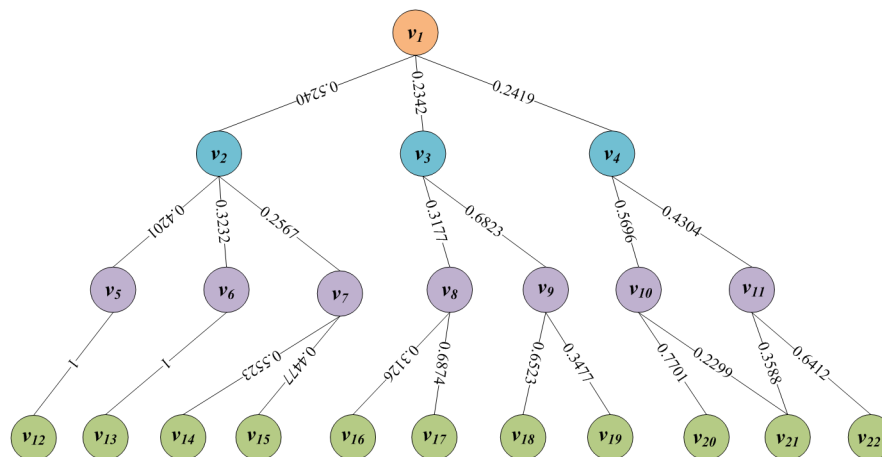 v1
0.5240
0.2342
0.2419
v2
v3
v4
0.4201
0.3232
0.2567
0.3177
0.6823
0.5696
0.4304
v5
v6
v7
v8
v9
v10
v11
1
1
0.5523
0.4477
0.3126
0.6874
0.6523
0.3477
0.7701
0.2299
0.3588
0.6412
v12
v13
v14
v15
v16
v17
v18
v19
v20
v21
v22